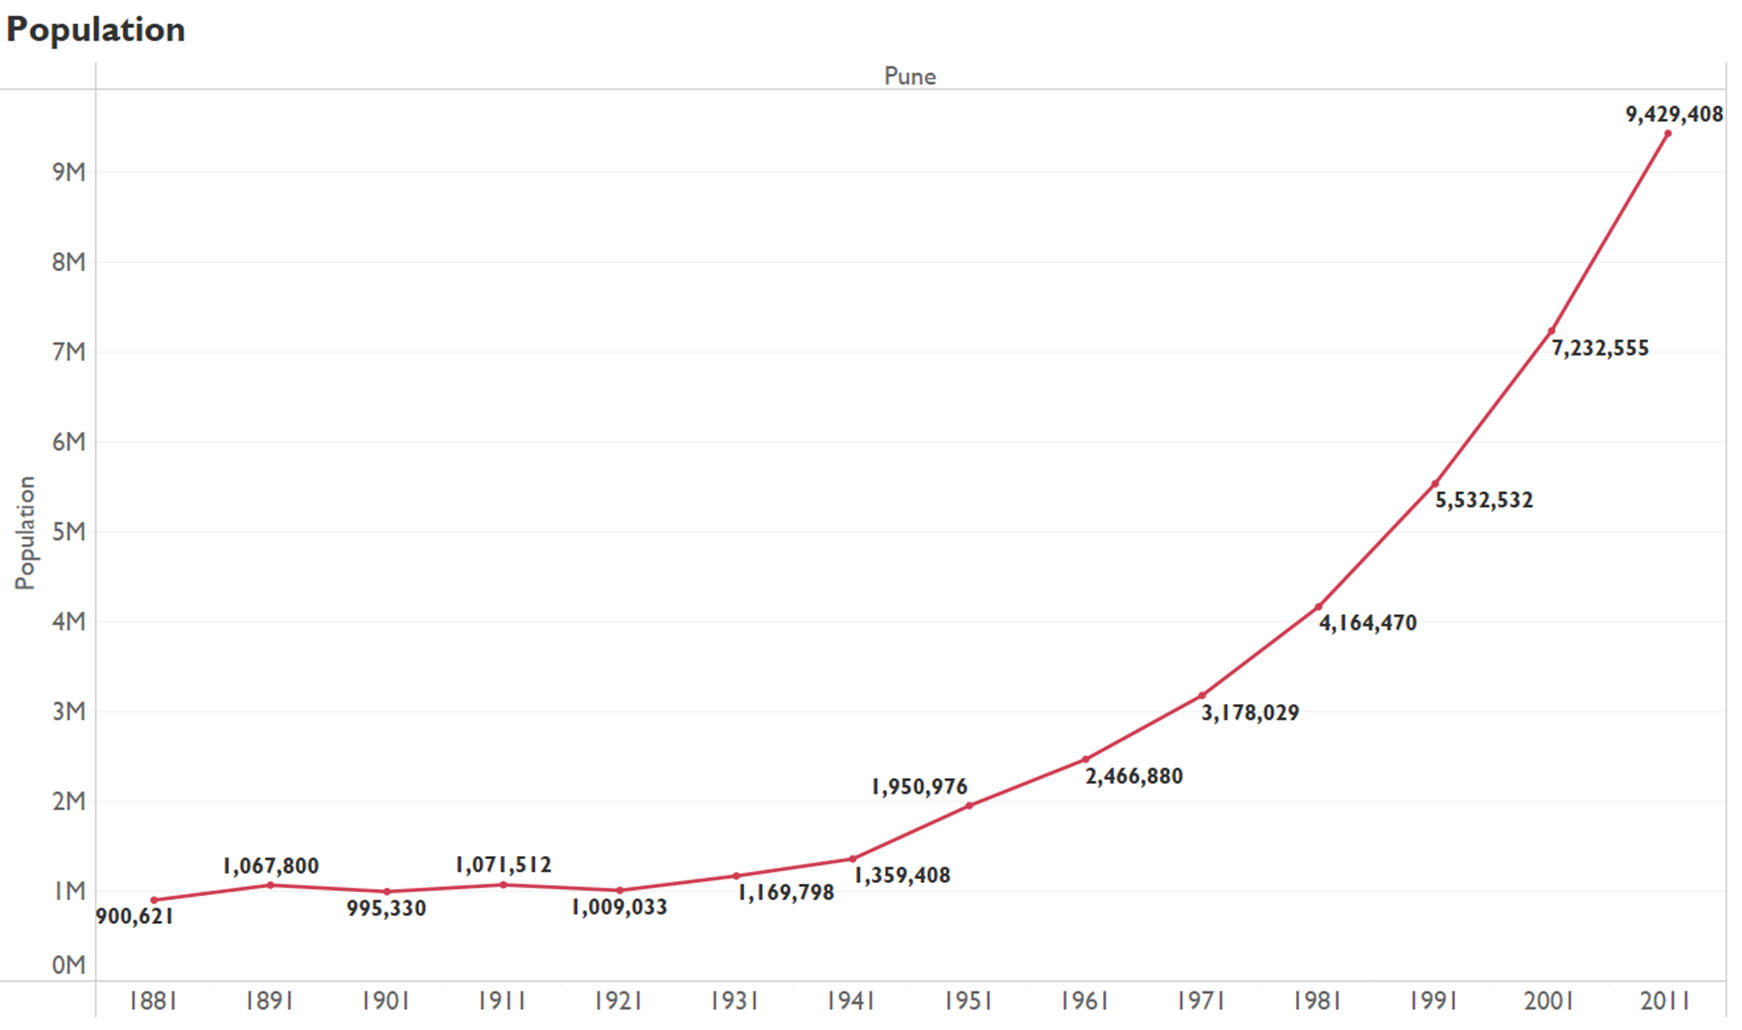 Population
Pune
9,429,408
9M
8M
7M
7,232,555
6M
5,532,532
5M
Population
4M
4,164,470
3M
3,178,029
1,950,976
2,466,880
2M
1,067,800
1,071,512
1,359,408
1M
1,169,798
900,621
995,330
1,009,033
0M
1881 1891 1901 1911 1921 1931 1941 1951 1961 1971 1981 1991 2001 2011